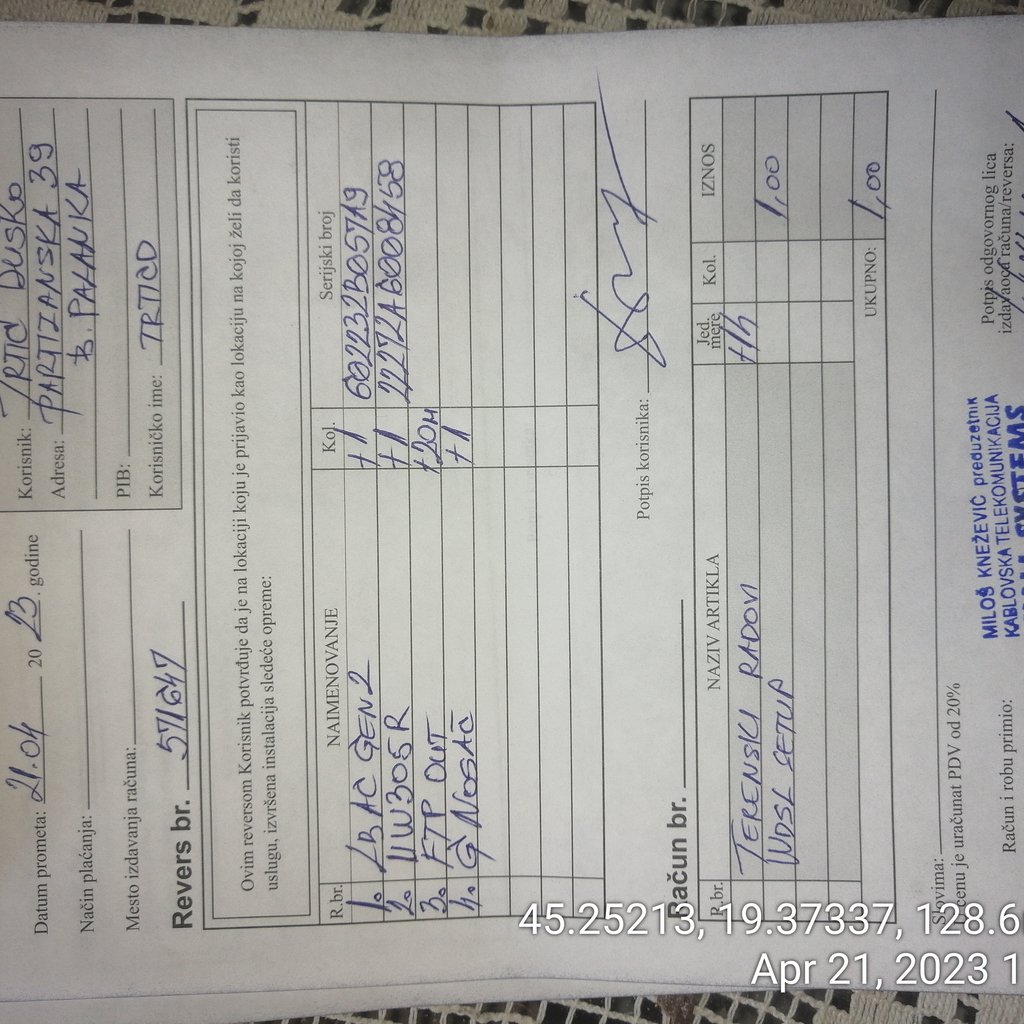 Datum prometa: 21.04 20 23. godine
Način plaćanja:
Mesto izdavanja računa:
Revers br. 571647
Korisnik: TRTIĆ DUŠKO
Adresa: PARTIZANSKA 39
B. PALANKA
PIB:
Korisničko ime: TRTICD
Ovim reversom Korisnik potvrđuje da je na lokaciji koju je prijavio kao lokaciju na kojoj želi da koristi
uslugu, izvršena instalacija sledeće opreme:
R.br. NAIMENOVANJE Kol. Serijski broj
1. LBAC GEN2 +1 602232B057A9
2. UW305R +1 22272A6008458
3. FTP OUT +20M
4. G NOSAČ +1
Potpis korisnika:
Račun br.
R.br. NAZIV ARTIKLA Jed. mere Kol. IZNOS
TERENSKI RADOVI +/h
WDSL SETUP 1,00
UKUPNO: 1,00
Slovima:
U cenu je uračunat PDV od 20%
Račun i robu primio:
MILOŠ KNEŽEVIĆ preduzetnik
KABLOVSKA TELEKOMUNIKACIJA
SYSTEMS
Potpis odgovornog lica
izdavaoca računa/reversa:
45.25213, 19.37337, 128.6
Apr 21, 2023 1